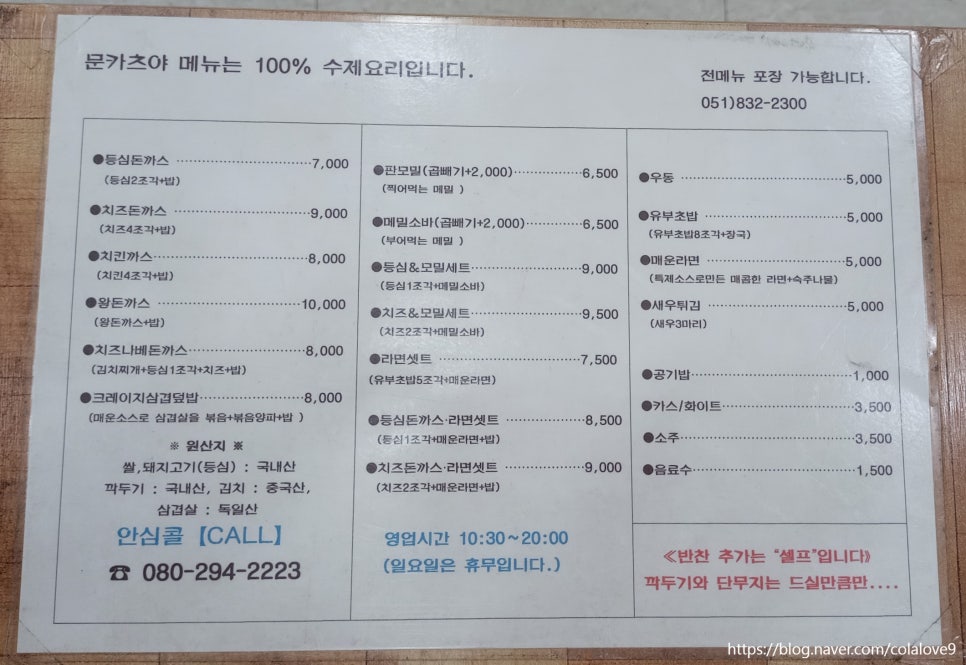 문카츠야 메뉴는 100% 수제요리입니다.
전메뉴 포장 가능합니다.
051)832-2300
●등심돈까스 ································7,000
(등심2조각+밥)
●치즈돈까스 ································9,000
(치즈4조각+밥)
●치킨까스 ································8,000
(치킨4조각+밥)
●왕돈까스 ································10,000
(왕돈까스+밥)
●치즈나베돈까스 ································8,000
(김치찌개+등심1조각+치즈+밥)
●크레이지삼겹덮밥 ································8,000
(매운소스로 삼겹살을 볶음+볶음양파+밥 )
※ 원산지 ※
쌀,돼지고기(등심) : 국내산
깍두기 : 국내산, 김치 : 중국산,
삼겹살 : 독일산
안심콜【CALL】
☎ 080-294-2223
●판모밀(곱빼기+2,000)······················6,500
(찍어먹는 메밀 )
●메밀소바(곱빼기+2,000)······················6,500
(부어먹는 메밀 )
●등심&모밀세트······················9,000
(등심1조각+메밀소바)
●치즈&모밀세트······················9,500
(치즈2조각+메밀소바)
●라면셋트 ······················7,500
(유부초밥5조각+매운라면)
●등심돈까스·라면셋트 ······················8,500
(등심1조각+매운라면+밥)
●치즈돈까스·라면셋트 ······················9,000
(치즈2조각+매운라면+밥)
영업시간 10:30~20:00
(일요일은 휴무입니다.)
●우동 ································5,000
●유부초밥 ································5,000
(유부초밥8조각+장국)
●매운라면 ································5,000
(특제소스로만든 매콤한 라면+숙주나물)
●새우튀김 ································5,000
(새우3마리)
●공기밥································1,000
●카스/화이트································3,500
●소주································3,500
●음료수································1,500
≪반찬 추가는 “셀프”입니다≫
깍두기와 단무지는 드실만큼만....
https://blog.naver.com/colalove9